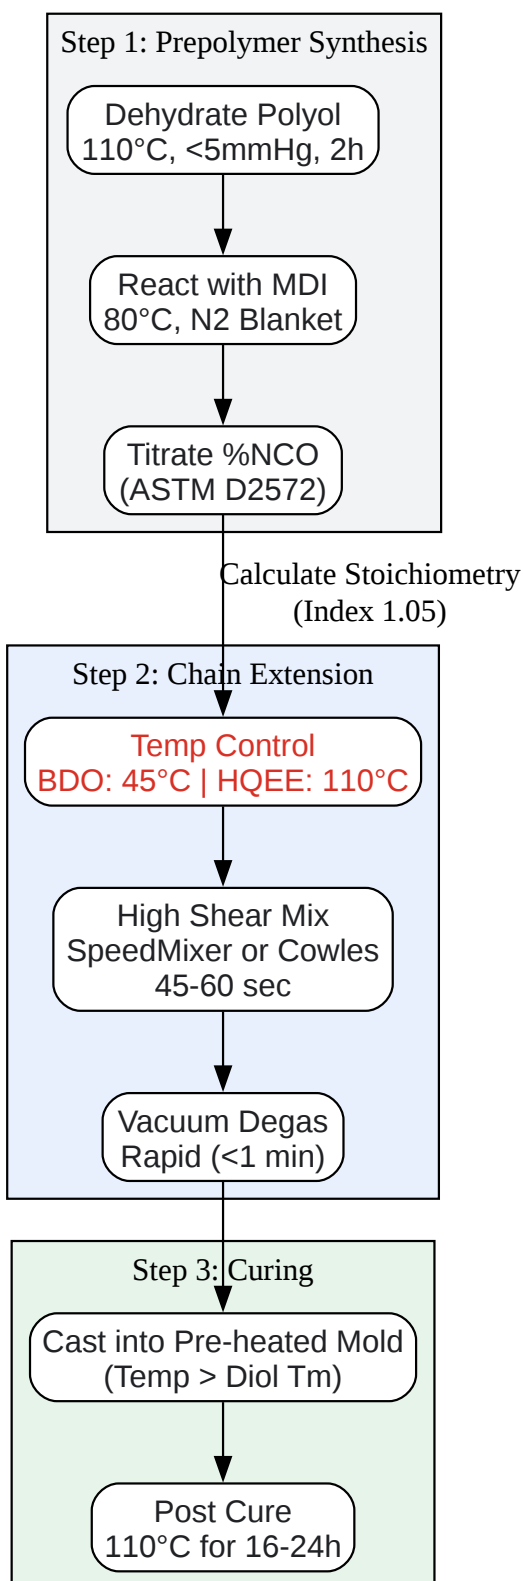 Step 1: Prepolymer Synthesis
Dehydrate Polyol
110°C, <5mmHg, 2h
React with MDI
80°C, N2 Blanket
Titrate %NCO
(ASTM D2572)
Calculate Stoichiometry
(Index 1.05)
Step 2: Chain Extension
Temp Control
BDO: 45°C | HQEE: 110°C
High Shear Mix
SpeedMixer or Cowles
45-60 sec
Vacuum Degas
Rapid (<1 min)
Step 3: Curing
Cast into Pre-heated Mold
(Temp > Diol Tm)
Post Cure
110°C for 16-24h